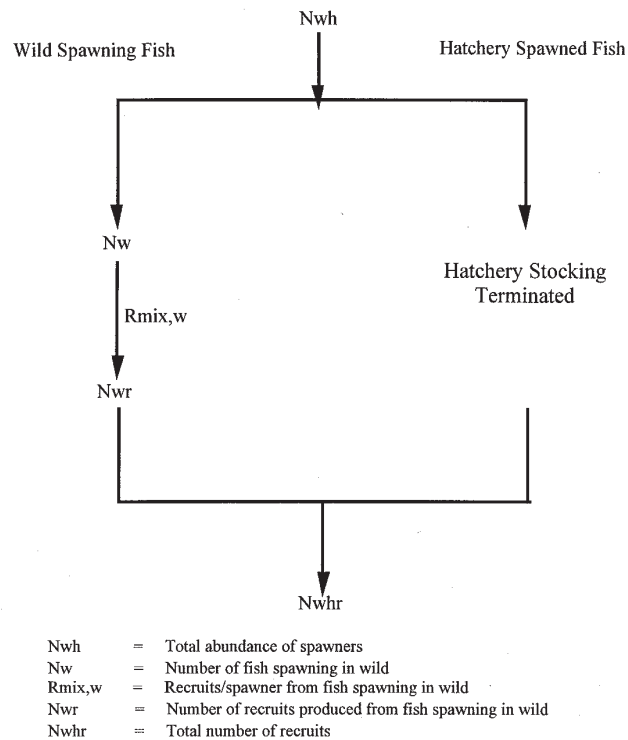 Nwh
Wild Spawning Fish
Hatchery Spawned Fish
Nw
Hatchery Stocking
Terminated
Rmix,w
Nwr
Nwhr
Nwh = Total abundance of spawners
Nw = Number of fish spawning in wild
Rmix,w = Recruits/spawner from fish spawning in wild
Nwr = Number of recruits produced from fish spawning in wild
Nwhr = Total number of recruits